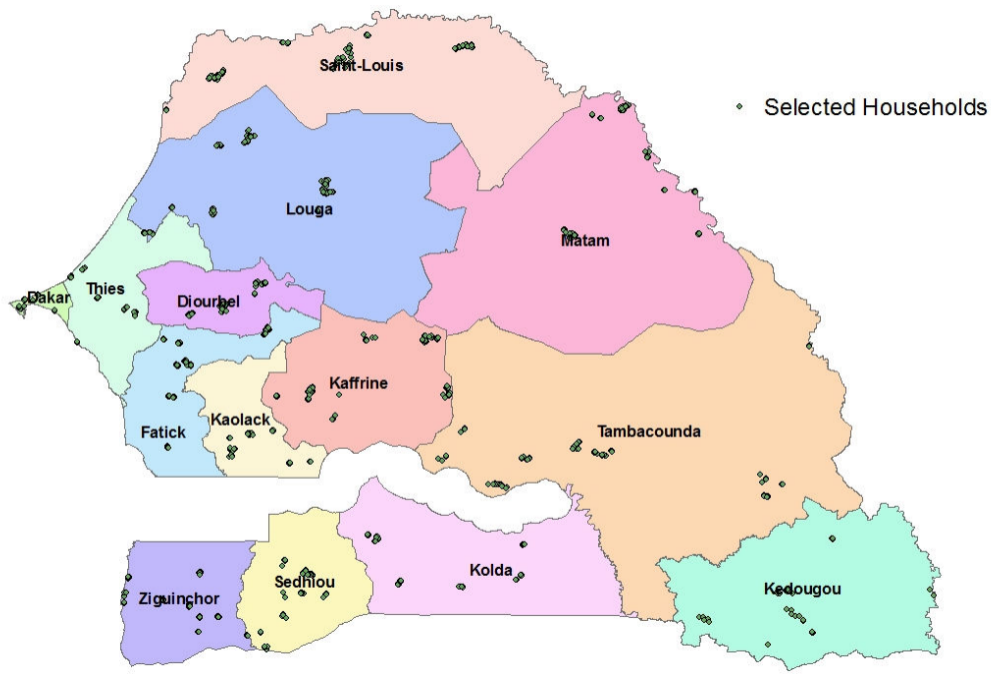 Saint-Louis
Selected Households
Louga
Matam
Dakar
Thies
Diourbel
Kaffrine
Kaolack
Fatick
Tambacounda
Kolda
Sedhiou
Ziguinchor
Kedougou